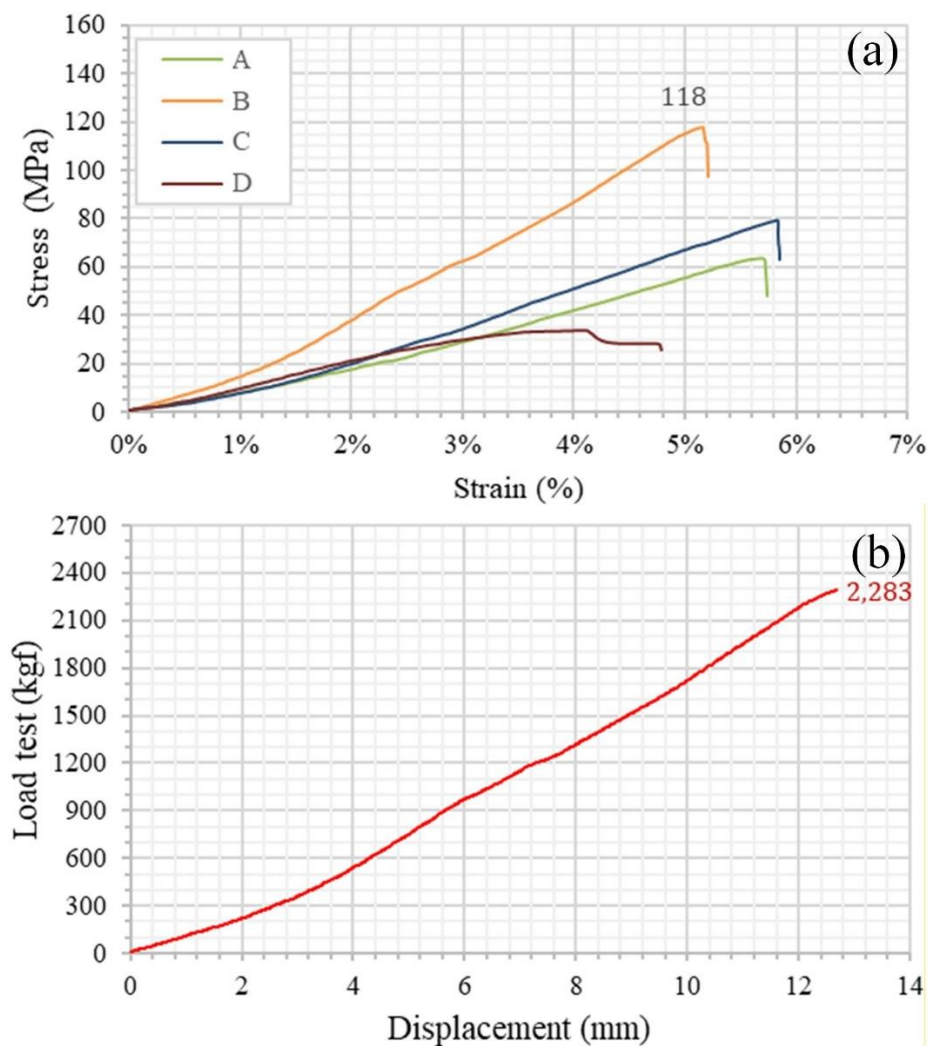 (a)
160
140
120
100
80
60
40
20
0
Stress (MPa)
A
B
C
D
118
0% 1% 2% 3% 4% 5% 6% 7%
Strain (%)
(b)
2700
2400
2100
1800
1500
1200
900
600
300
0
Load test (kgf)
2,283
0 2 4 6 8 10 12 14
Displacement (mm)